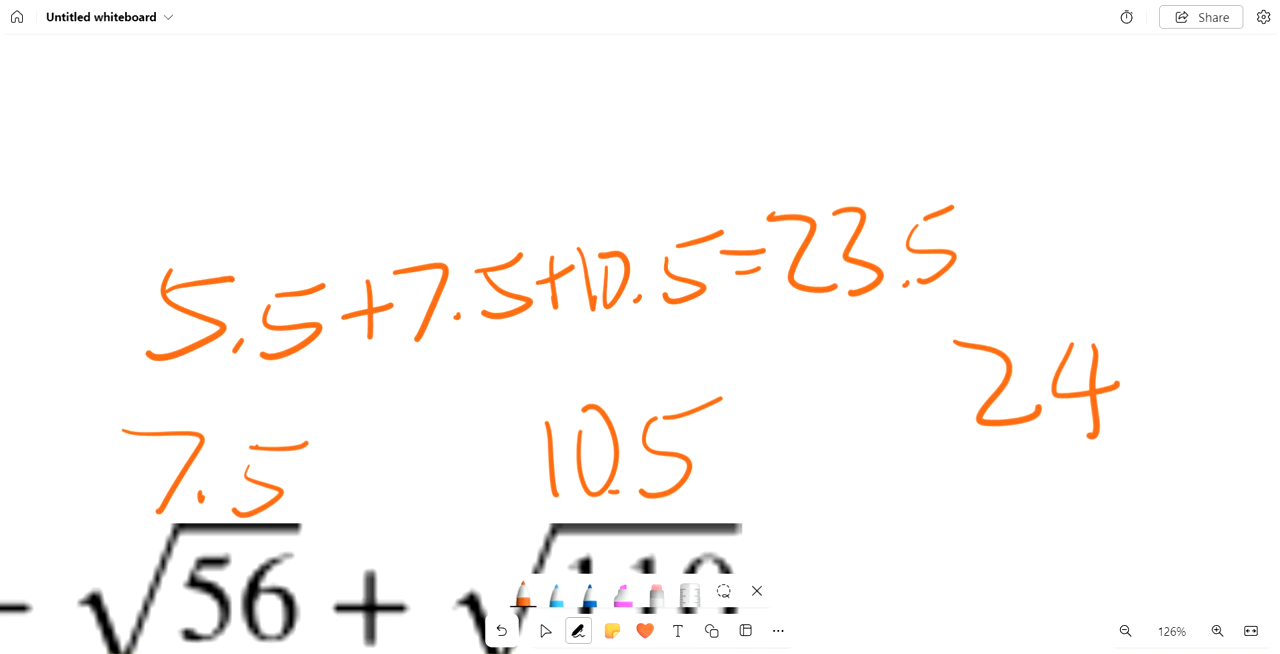 Untitled whiteboard
Share
5.5+7.5+10.5=23.5
24
7.5
10.5
√56 +
T
126%